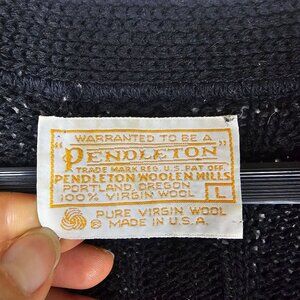 WARRANTED TO BE A
"PENDLETON"
TRADE MARK REG. U.S. PAT. OFF.
PENDLETON WOOLEN MILLS
PORTLAND, OREGON
100% VIRGIN WOOL
L
PURE VIRGIN WOOL
® MADE IN U.S.A.